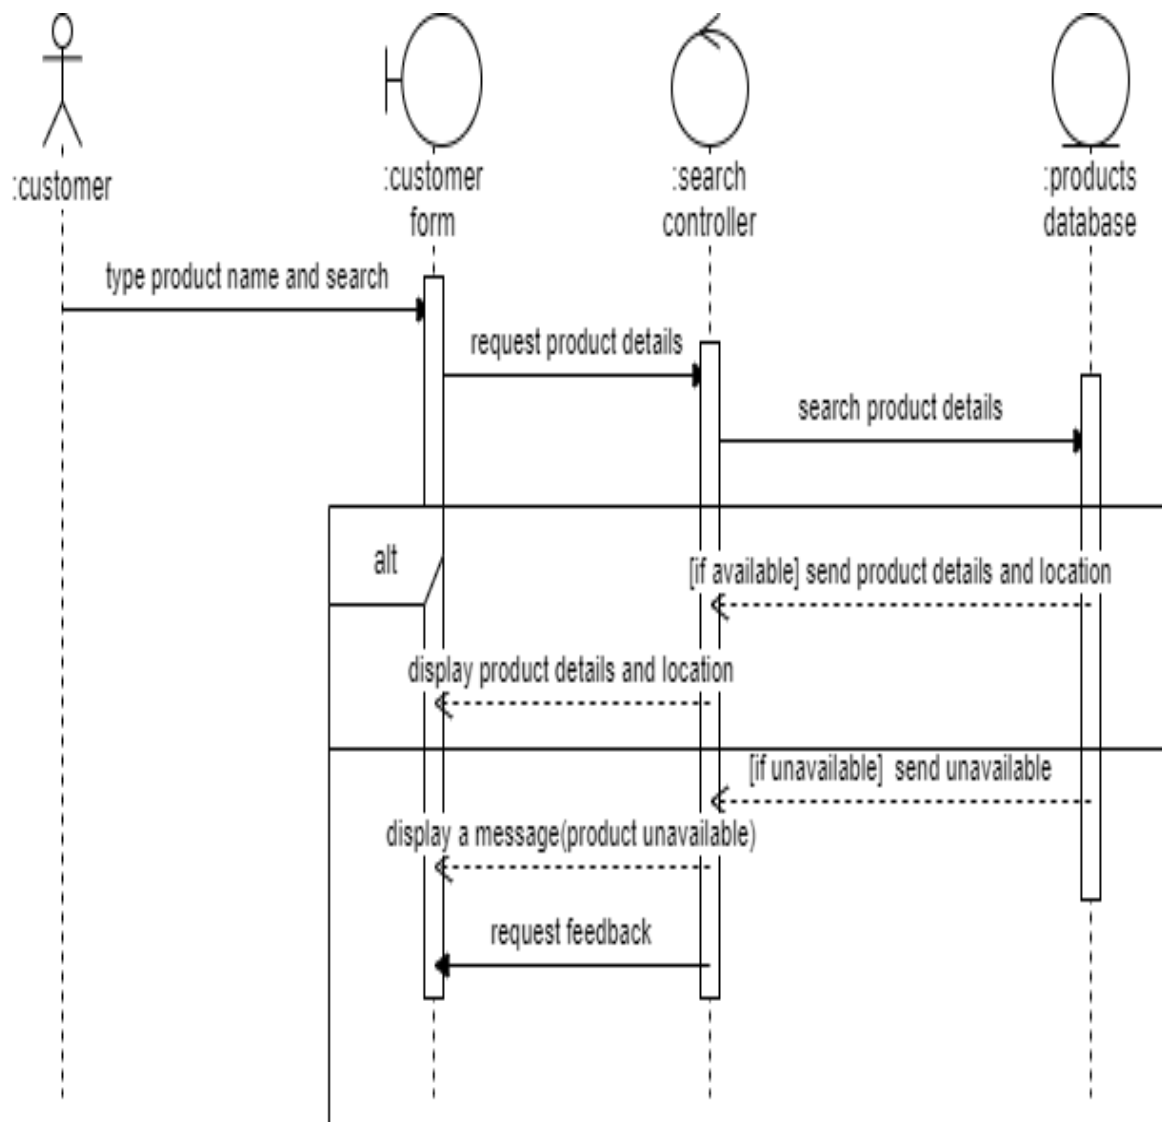 :customer
:customer
form
:search
controller
:products
database
type product name and search
request product details
search product details
alt
[if available] send product details and location
display product details and location
[if unavailable]  send unavailable
display a message(product unavailable)
request feedback